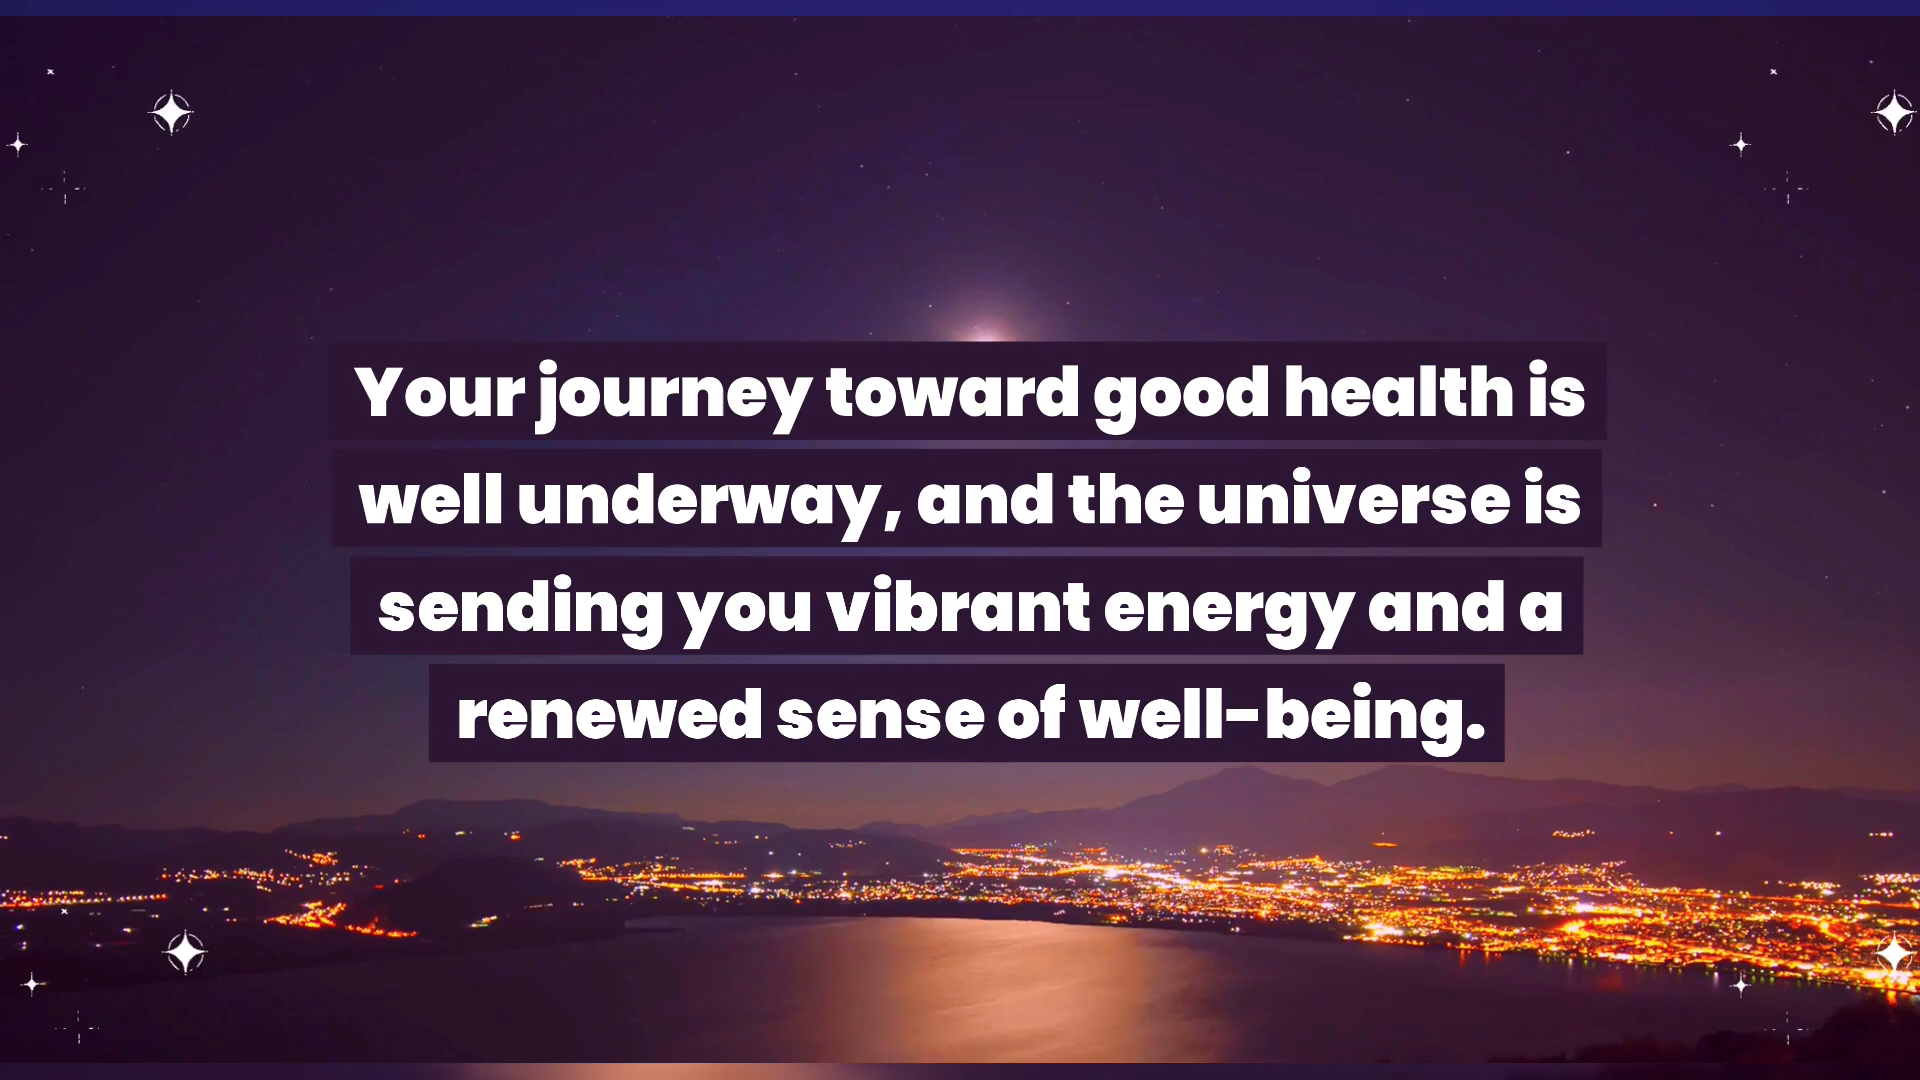 Your journey toward good health is
well underway, and the universe is
sending you vibrant energy and a
renewed sense of well-being.